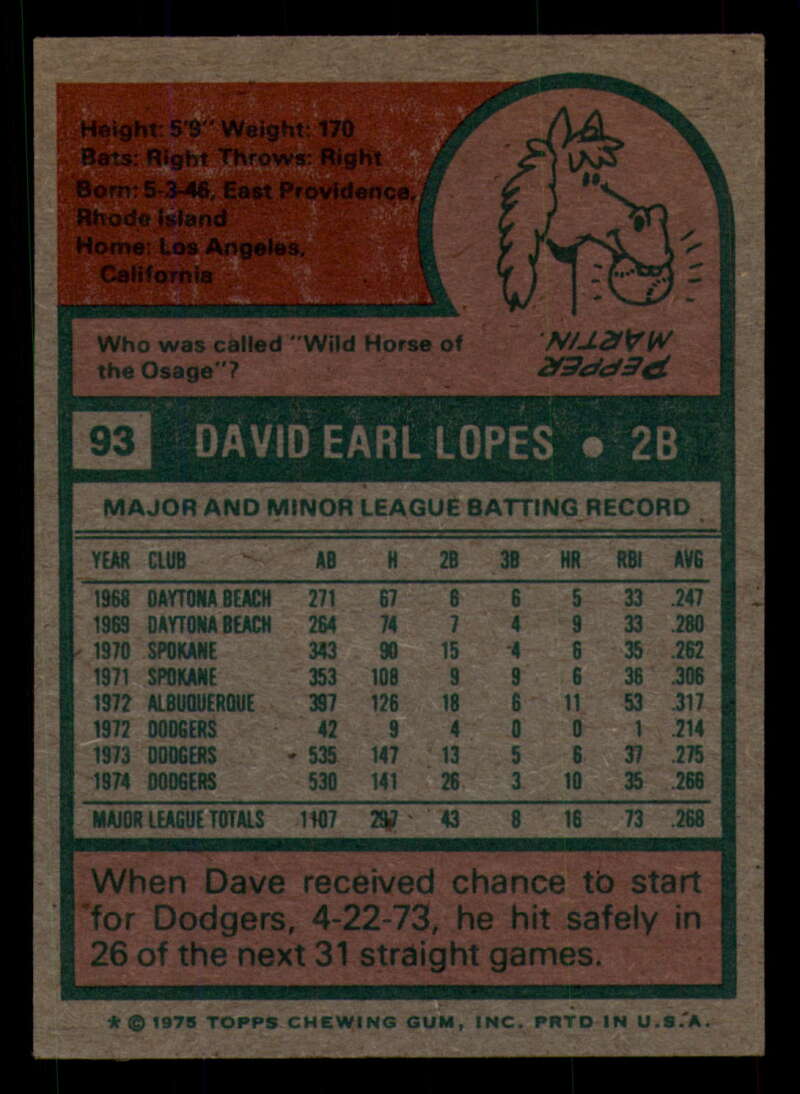 Height: 5'9" Weight: 170
Bats: Right Throws: Right
Born: 5-3-46, East Providence,
Rhode Island
Home: Los Angeles,
California
Who was called "Wild Horse of
the Osage"?
PEPPER
MARTIN.
93 DAVID EARL LOPES • 2B
MAJOR AND MINOR LEAGUE BATTING RECORD
YEAR CLUB AB H 2B 3B HR RBI AVG
1968 DAYTONA BEACH 271 67 6 6 5 33 .247
1969 DAYTONA BEACH 264 74 7 4 9 33 .280
1970 SPOKANE 343 90 15 4 6 35 .262
1971 SPOKANE 353 108 9 9 6 36 .306
1972 ALBUQUERQUE 397 126 18 6 11 53 .317
1972 DODGERS 42 9 4 0 0 1 .214
1973 DODGERS 535 147 13 5 6 37 .275
1974 DODGERS 530 141 26 3 10 35 .266
MAJOR LEAGUE TOTALS 1107 297 43 8 16 73 .268
When Dave received chance to start
for Dodgers, 4-22-73, he hit safely in
26 of the next 31 straight games.
* © 1975 TOPPS CHEWING GUM, INC. PRTD IN U.S.A.